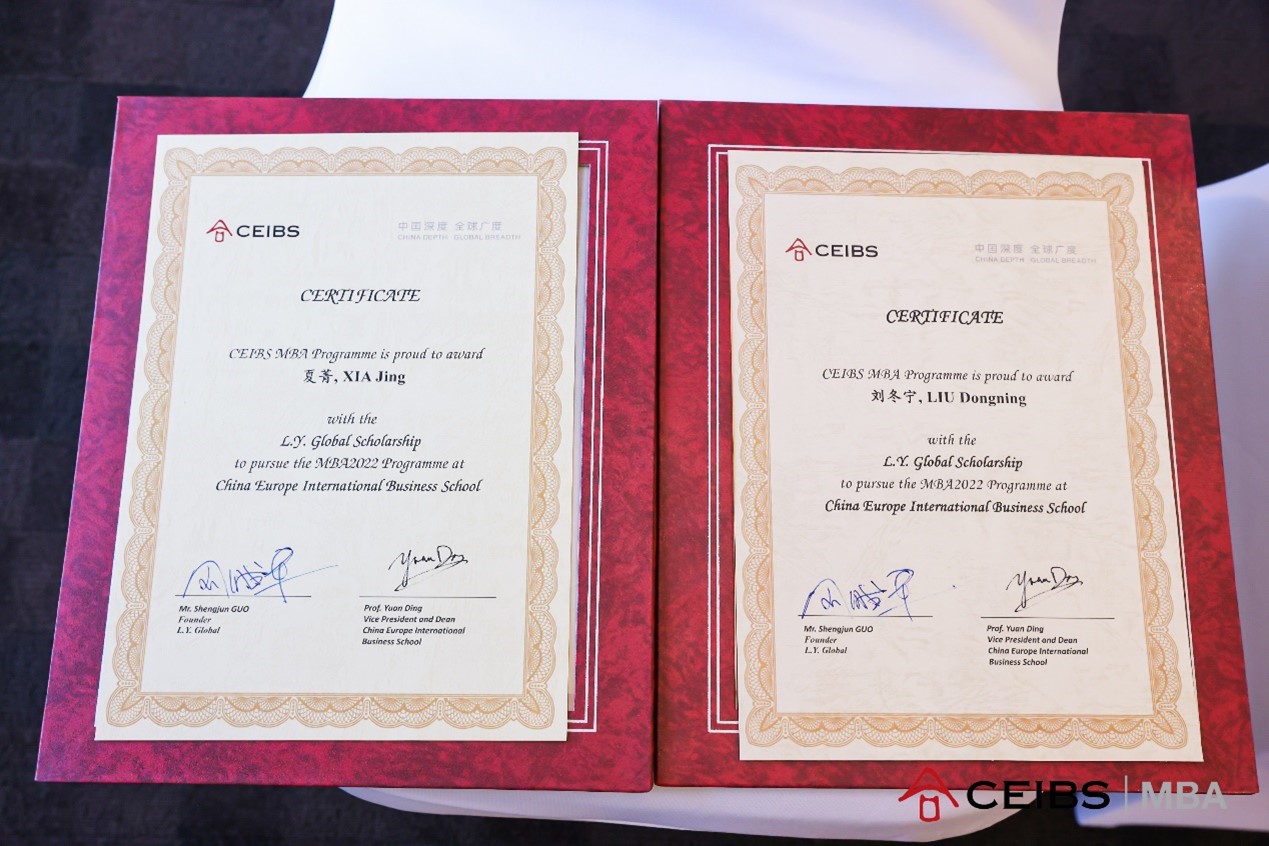 CEIBS
中国深度 全球广度
CHINA DEPTH GLOBAL BREADTH
CERTIFICATE
CEIBS MBA Programme is proud to award
夏菁, XIA Jing
with the
L.Y. Global Scholarship
to pursue the MBA2022 Programme at
China Europe International Business School
Yuan Ding
Mr. Shengjun GUO
Founder
L.Y. Global
Prof. Yuan Ding
Vice President and Dean
China Europe International
Business School
CEIBS
中国深度 全球广度
CHINA DEPTH GLOBAL BREADTH
CERTIFICATE
CEIBS MBA Programme is proud to award
刘冬宁, LIU Dongning
with the
L.Y. Global Scholarship
to pursue the MBA2022 Programme at
China Europe International Business School
Yuan Ding
Mr. Shengjun GUO
Founder
L.Y. Global
Prof. Yuan Ding
Vice President and Dean
China Europe International
Business School
CEIBS | MBA